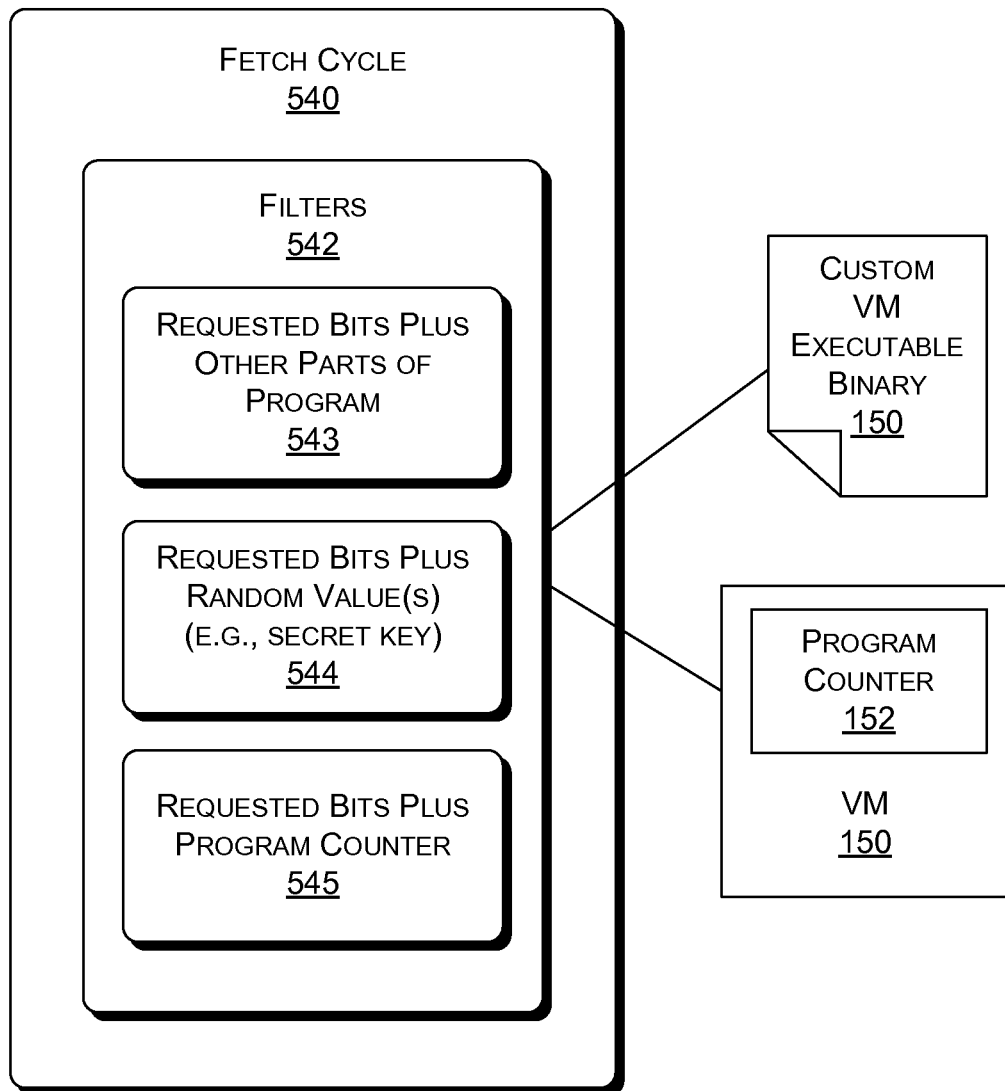 FETCH CYCLE
540
FILTERS
542
REQUESTED BITS PLUS
OTHER PARTS OF
PROGRAM
543
REQUESTED BITS PLUS
RANDOM VALUE(S)
(E.G., SECRET KEY)
544
REQUESTED BITS PLUS
PROGRAM COUNTER
545
CUSTOM
VM
EXECUTABLE
BINARY
150
PROGRAM
COUNTER
152
VM
150